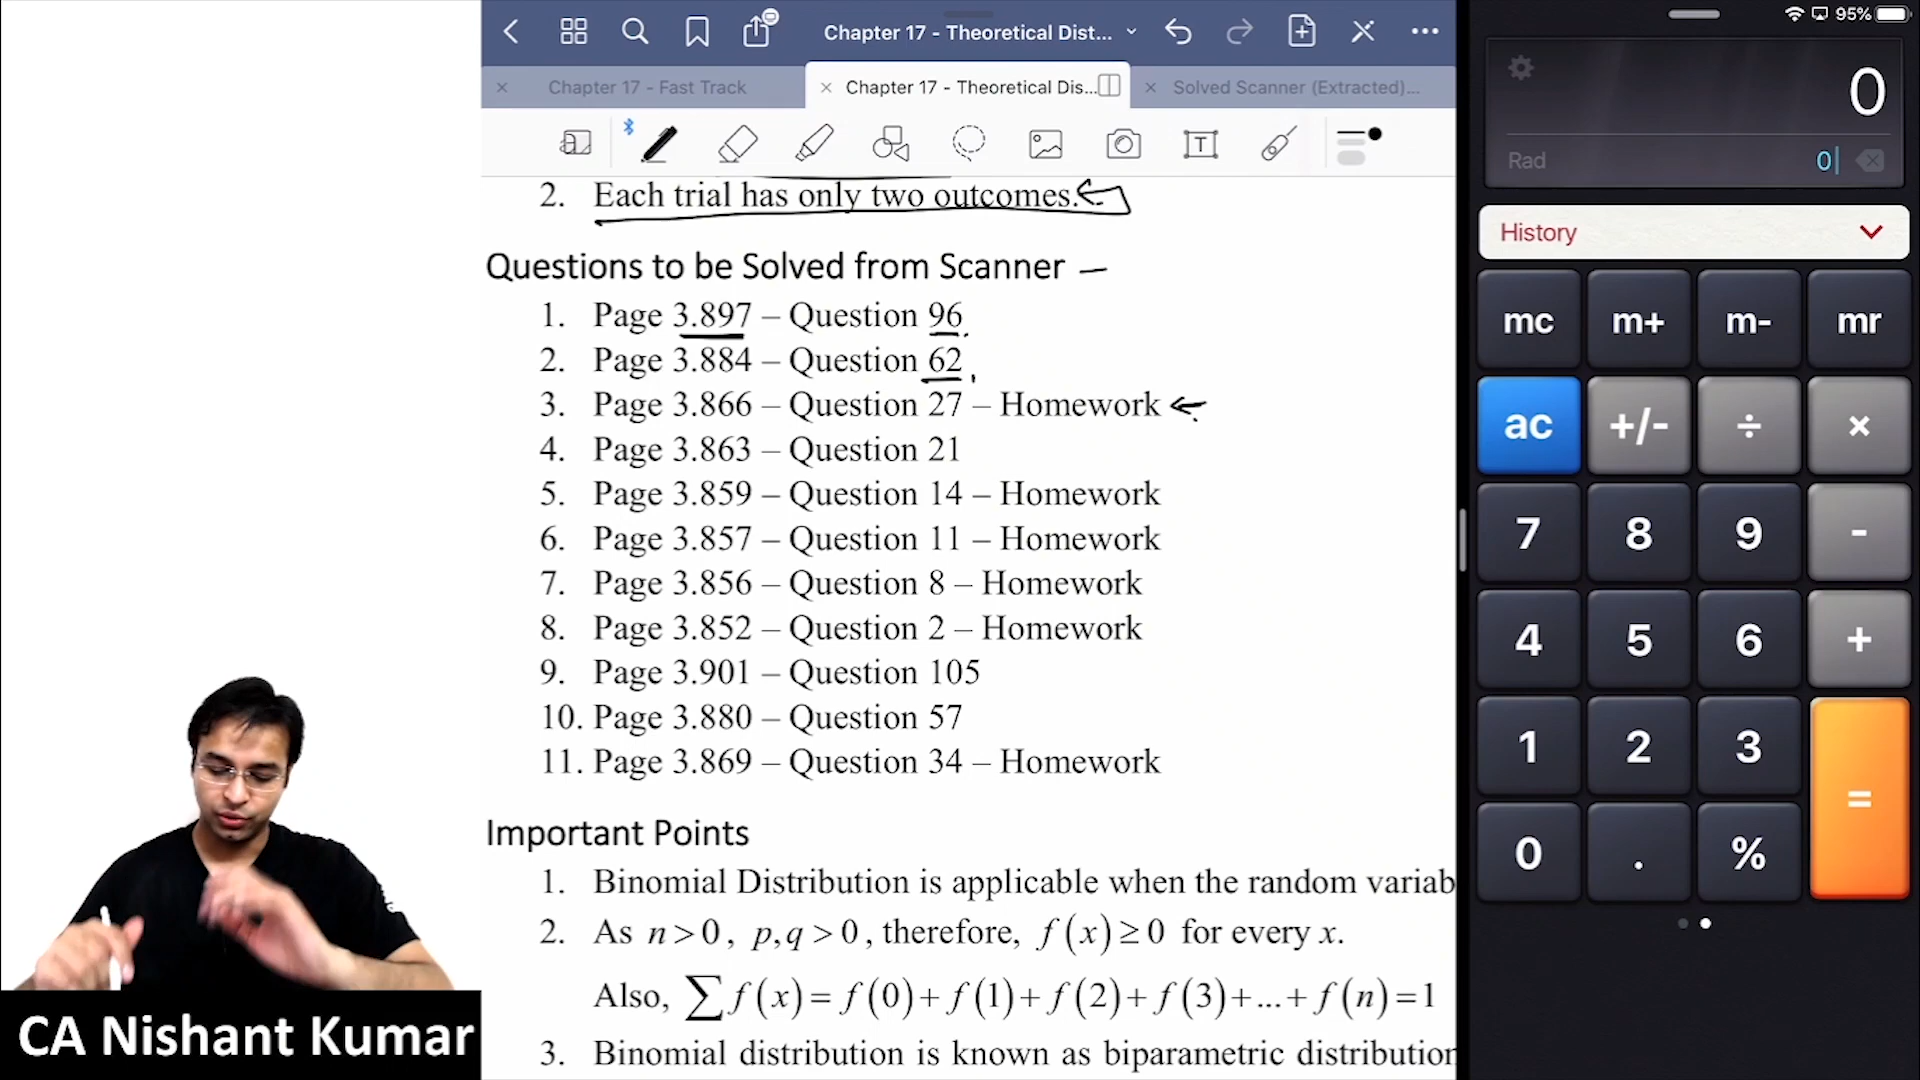 Chapter 17 - Theoretical Dist...
95%
Chapter 17 - Fast Track
Chapter 17 - Theoretical Dis...
Solved Scanner (Extracted)...
2. Each trial has only two outcomes.
Questions to be Solved from Scanner
1. Page 3.897 – Question 96
2. Page 3.884 – Question 62
3. Page 3.866 – Question 27 – Homework
4. Page 3.863 – Question 21
5. Page 3.859 – Question 14 – Homework
6. Page 3.857 – Question 11 – Homework
7. Page 3.856 – Question 8 – Homework
8. Page 3.852 – Question 2 – Homework
9. Page 3.901 – Question 105
10. Page 3.880 – Question 57
11. Page 3.869 – Question 34 – Homework
Important Points
1. Binomial Distribution is applicable when the random variab
2. As n > 0, p, q > 0, therefore, f(x) ≥ 0 for every x.
Also, ∑ f(x) = f(0) + f(1) + f(2) + f(3) + ... + f(n) = 1
3. Binomial distribution is known as biparametric distribution
0
Rad 0
History
mc m+ m- mr
ac +/- ÷ ×
7 8 9 -
4 5 6 +
1 2 3 =
0 . %
CA Nishant Kumar